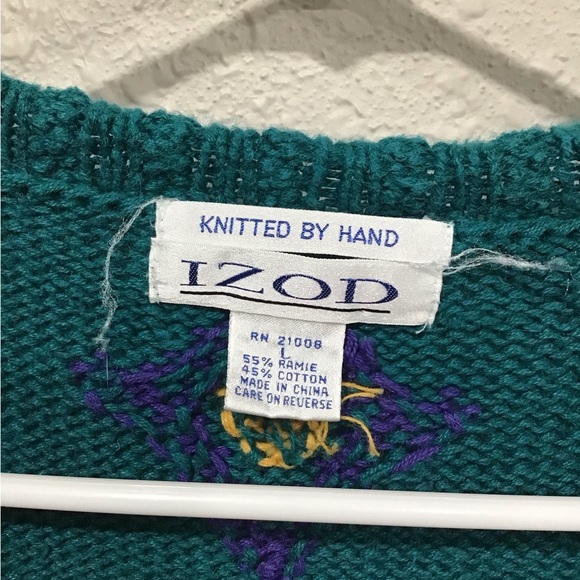 KNITTED BY HAND
IZOD
RN 21008
L
55% RAMIE
45% COTTON
MADE IN CHINA
CARE ON REVERSE